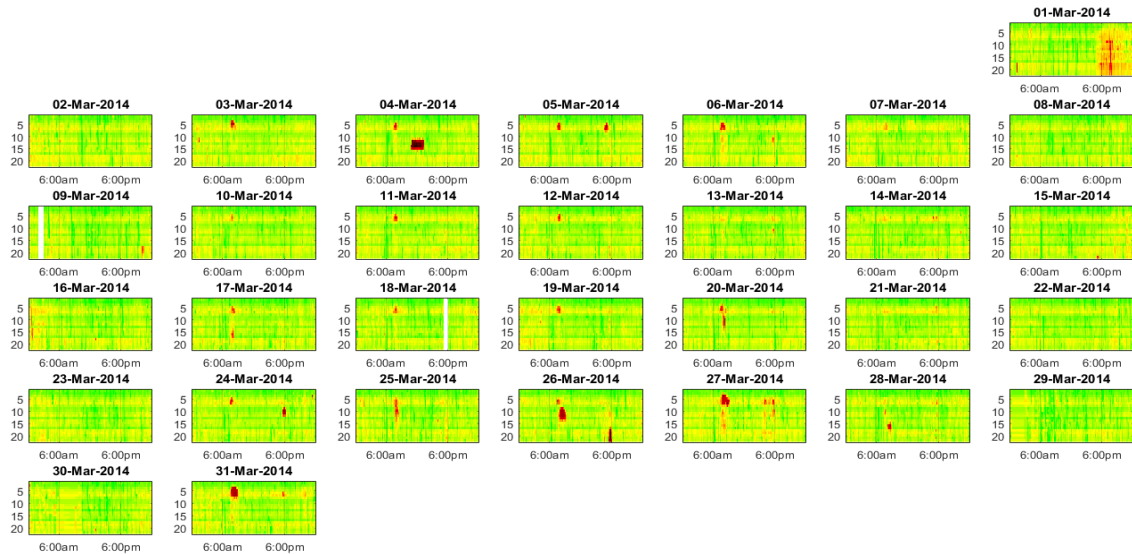 01-Mar-2014
5
10
15
20
6:00am 6:00pm
02-Mar-2014 03-Mar-2014 04-Mar-2014 05-Mar-2014 06-Mar-2014 07-Mar-2014 08-Mar-2014
5 5 5 5 5 5 5
10 10 10 10 10 10 10
15 15 15 15 15 15 15
20 20 20 20 20 20 20
6:00am 6:00pm 6:00am 6:00pm 6:00am 6:00pm 6:00am 6:00pm 6:00am 6:00pm 6:00am 6:00pm 6:00am 6:00pm
09-Mar-2014 10-Mar-2014 11-Mar-2014 12-Mar-2014 13-Mar-2014 14-Mar-2014 15-Mar-2014
5 5 5 5 5 5 5
10 10 10 10 10 10 10
15 15 15 15 15 15 15
20 20 20 20 20 20 20
6:00am 6:00pm 6:00am 6:00pm 6:00am 6:00pm 6:00am 6:00pm 6:00am 6:00pm 6:00am 6:00pm 6:00am 6:00pm
16-Mar-2014 17-Mar-2014 18-Mar-2014 19-Mar-2014 20-Mar-2014 21-Mar-2014 22-Mar-2014
5 5 5 5 5 5 5
10 10 10 10 10 10 10
15 15 15 15 15 15 15
20 20 20 20 20 20 20
6:00am 6:00pm 6:00am 6:00pm 6:00am 6:00pm 6:00am 6:00pm 6:00am 6:00pm 6:00am 6:00pm 6:00am 6:00pm
23-Mar-2014 24-Mar-2014 25-Mar-2014 26-Mar-2014 27-Mar-2014 28-Mar-2014 29-Mar-2014
5 5 5 5 5 5 5
10 10 10 10 10 10 10
15 15 15 15 15 15 15
20 20 20 20 20 20 20
6:00am 6:00pm 6:00am 6:00pm 6:00am 6:00pm 6:00am 6:00pm 6:00am 6:00pm 6:00am 6:00pm 6:00am 6:00pm
30-Mar-2014 31-Mar-2014
5 5
10 10
15 15
20 20
6:00am 6:00pm 6:00am 6:00pm